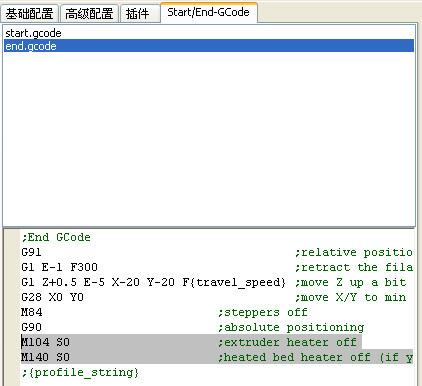 基础配置 高级配置 插件 Start/End-GCode
start.gcode
end.gcode
;End GCode
G91 ;relative positio
G1 E-1 F300 ;retract the fila
G1 Z+0.5 E-5 X-20 Y-20 F{travel_speed} ;move Z up a bit
G28 X0 Y0 ;move X/Y to min
M84 ;steppers off
G90 ;absolute positioning
M104 S0 ;extruder heater off
M140 S0 ;heated bed heater off (if y
;{profile_string}